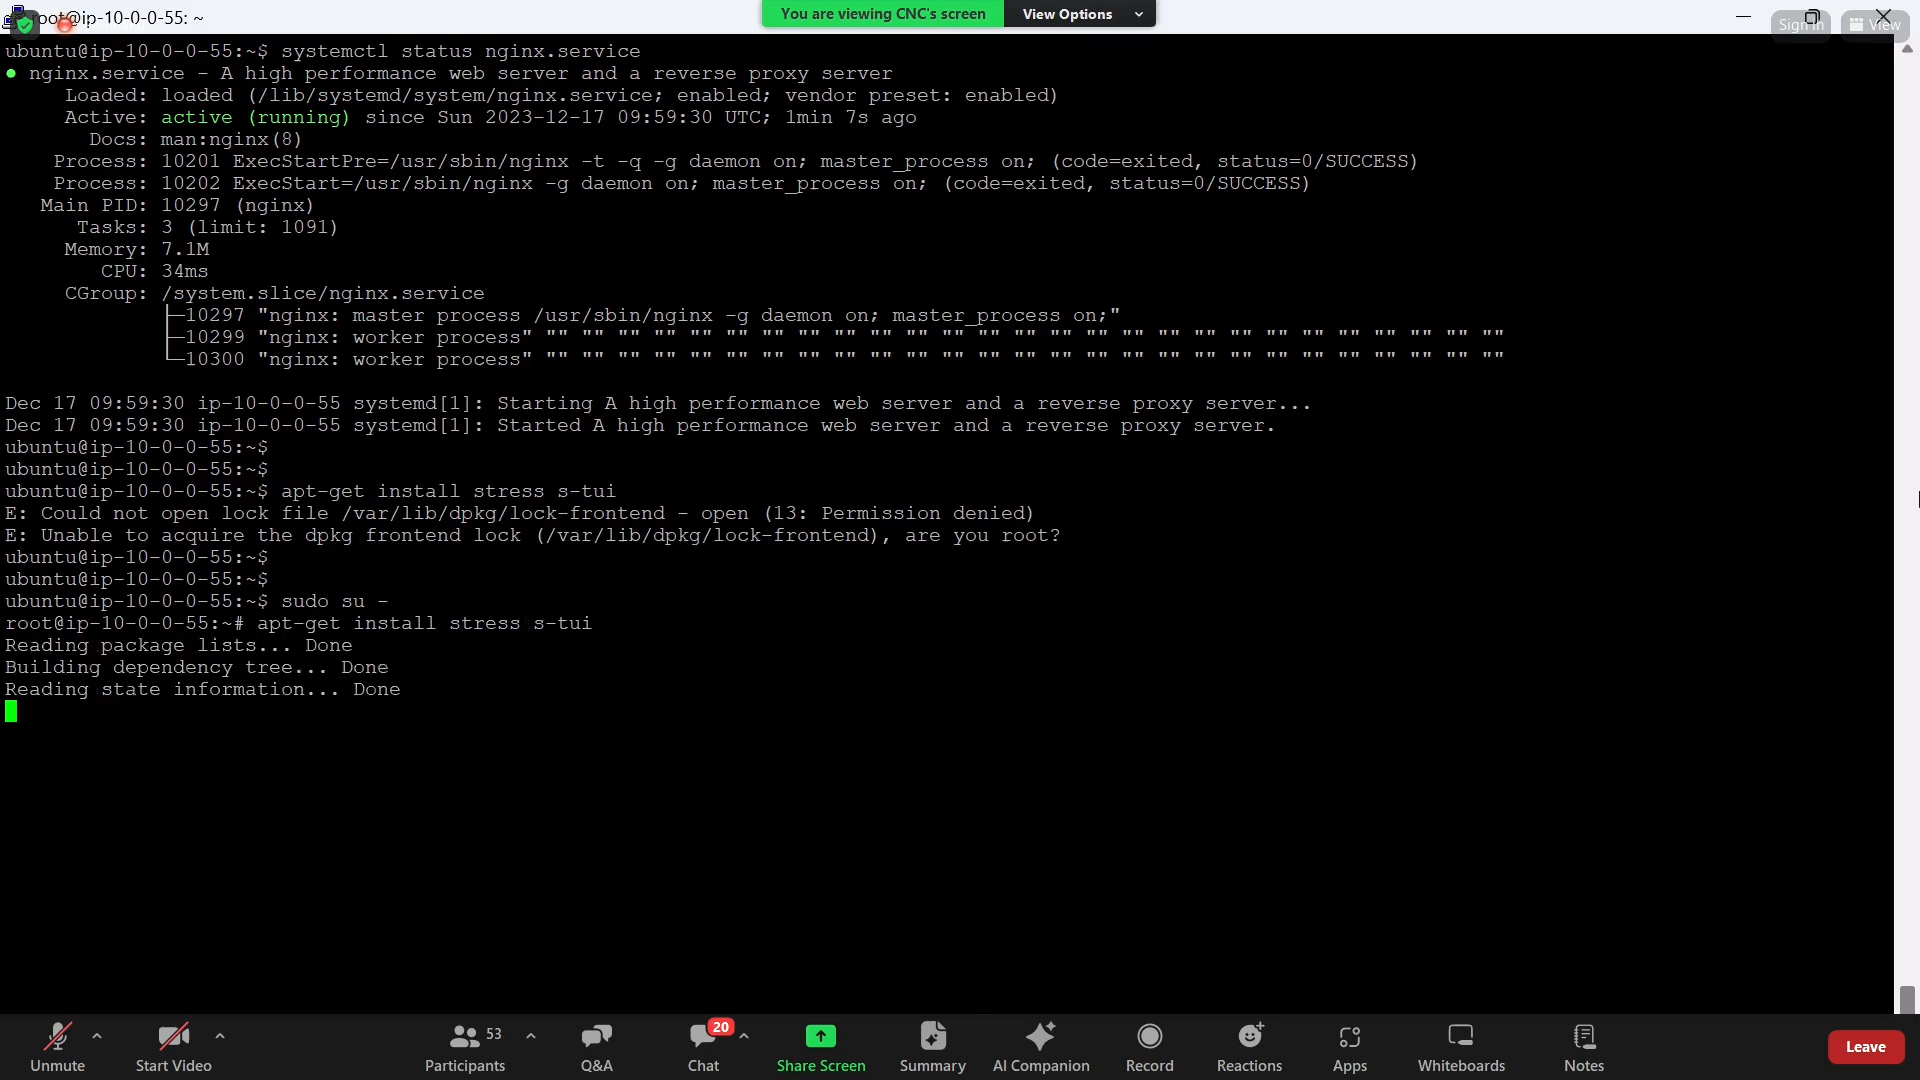 root@ip-10-0-0-55: ~
You are viewing CNC's screen
View Options
Sign in
View
ubuntu@ip-10-0-0-55:~$ systemctl status nginx.service
● nginx.service - A high performance web server and a reverse proxy server
Loaded: loaded (/lib/systemd/system/nginx.service; enabled; vendor preset: enabled)
Active: active (running) since Sun 2023-12-17 09:59:30 UTC; 1min 7s ago
Docs: man:nginx(8)
Process: 10201 ExecStartPre=/usr/sbin/nginx -t -q -g daemon on; master_process on; (code=exited, status=0/SUCCESS)
Process: 10202 ExecStart=/usr/sbin/nginx -g daemon on; master_process on; (code=exited, status=0/SUCCESS)
Main PID: 10297 (nginx)
Tasks: 3 (limit: 1091)
Memory: 7.1M
CPU: 34ms
CGroup: /system.slice/nginx.service
├─10297 "nginx: master process /usr/sbin/nginx -g daemon on; master_process on;"
├─10299 "nginx: worker process" "" "" "" "" "" "" "" "" "" "" "" "" "" "" "" "" "" "" "" "" "" "" "" "" "" "" ""
└─10300 "nginx: worker process" "" "" "" "" "" "" "" "" "" "" "" "" "" "" "" "" "" "" "" "" "" "" "" "" "" "" ""
Dec 17 09:59:30 ip-10-0-0-55 systemd[1]: Starting A high performance web server and a reverse proxy server...
Dec 17 09:59:30 ip-10-0-0-55 systemd[1]: Started A high performance web server and a reverse proxy server.
ubuntu@ip-10-0-0-55:~$
ubuntu@ip-10-0-0-55:~$
ubuntu@ip-10-0-0-55:~$ apt-get install stress s-tui
E: Could not open lock file /var/lib/dpkg/lock-frontend - open (13: Permission denied)
E: Unable to acquire the dpkg frontend lock (/var/lib/dpkg/lock-frontend), are you root?
ubuntu@ip-10-0-0-55:~$
ubuntu@ip-10-0-0-55:~$
ubuntu@ip-10-0-0-55:~$ sudo su -
root@ip-10-0-0-55:~# apt-get install stress s-tui
Reading package lists... Done
Building dependency tree... Done
Reading state information... Done
53
20
Unmute
Start Video
Participants
Q&A
Chat
Share Screen
Summary
AI Companion
Record
Reactions
Apps
Whiteboards
Notes
Leave